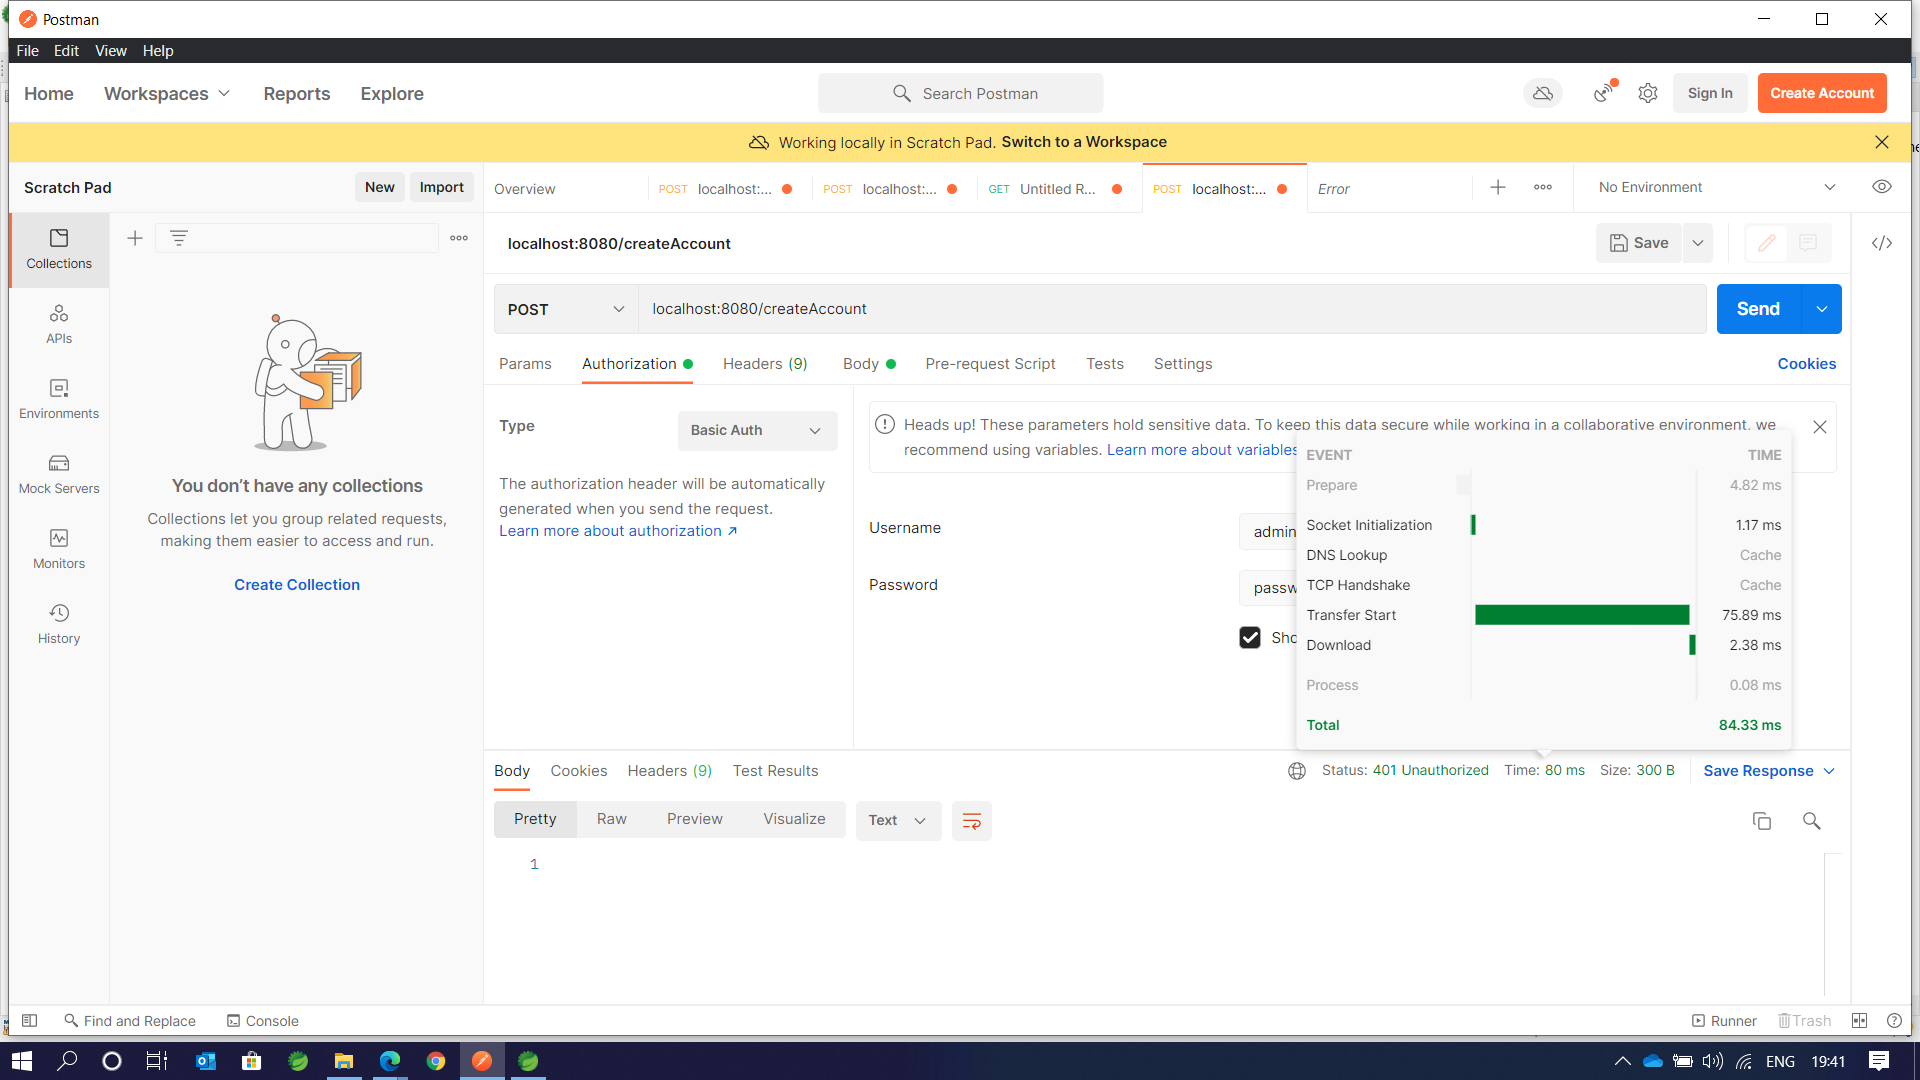 Postman
File Edit View Help
Home Workspaces Reports Explore
Search Postman
Sign In
Create Account
Working locally in Scratch Pad. Switch to a Workspace
Scratch Pad
New
Import
Overview
POST localhost:...
POST localhost:...
GET Untitled R...
POST localhost:...
Error
No Environment
Collections
APIs
Environments
Mock Servers
Monitors
History
You don't have any collections
Collections let you group related requests,
making them easier to access and run.
Create Collection
localhost:8080/createAccount
Save
POST
localhost:8080/createAccount
Send
Params Authorization Headers (9) Body Pre-request Script Tests Settings
Cookies
Type
Basic Auth
The authorization header will be automatically
generated when you send the request.
Learn more about authorization ↗
Heads up! These parameters hold sensitive data. To keep this data secure while working in a collaborative environment, we
recommend using variables. Learn more about variables
Username
admin
Password
passw
Sho
EVENT TIME
Prepare 4.82 ms
Socket Initialization 1.17 ms
DNS Lookup Cache
TCP Handshake Cache
Transfer Start 75.89 ms
Download 2.38 ms
Process 0.08 ms
Total 84.33 ms
Body Cookies Headers (9) Test Results
Status: 401 Unauthorized Time: 80 ms Size: 300 B
Save Response
Pretty Raw Preview Visualize
Text
1
Find and Replace
Console
Runner
Trash
ENG
19:41